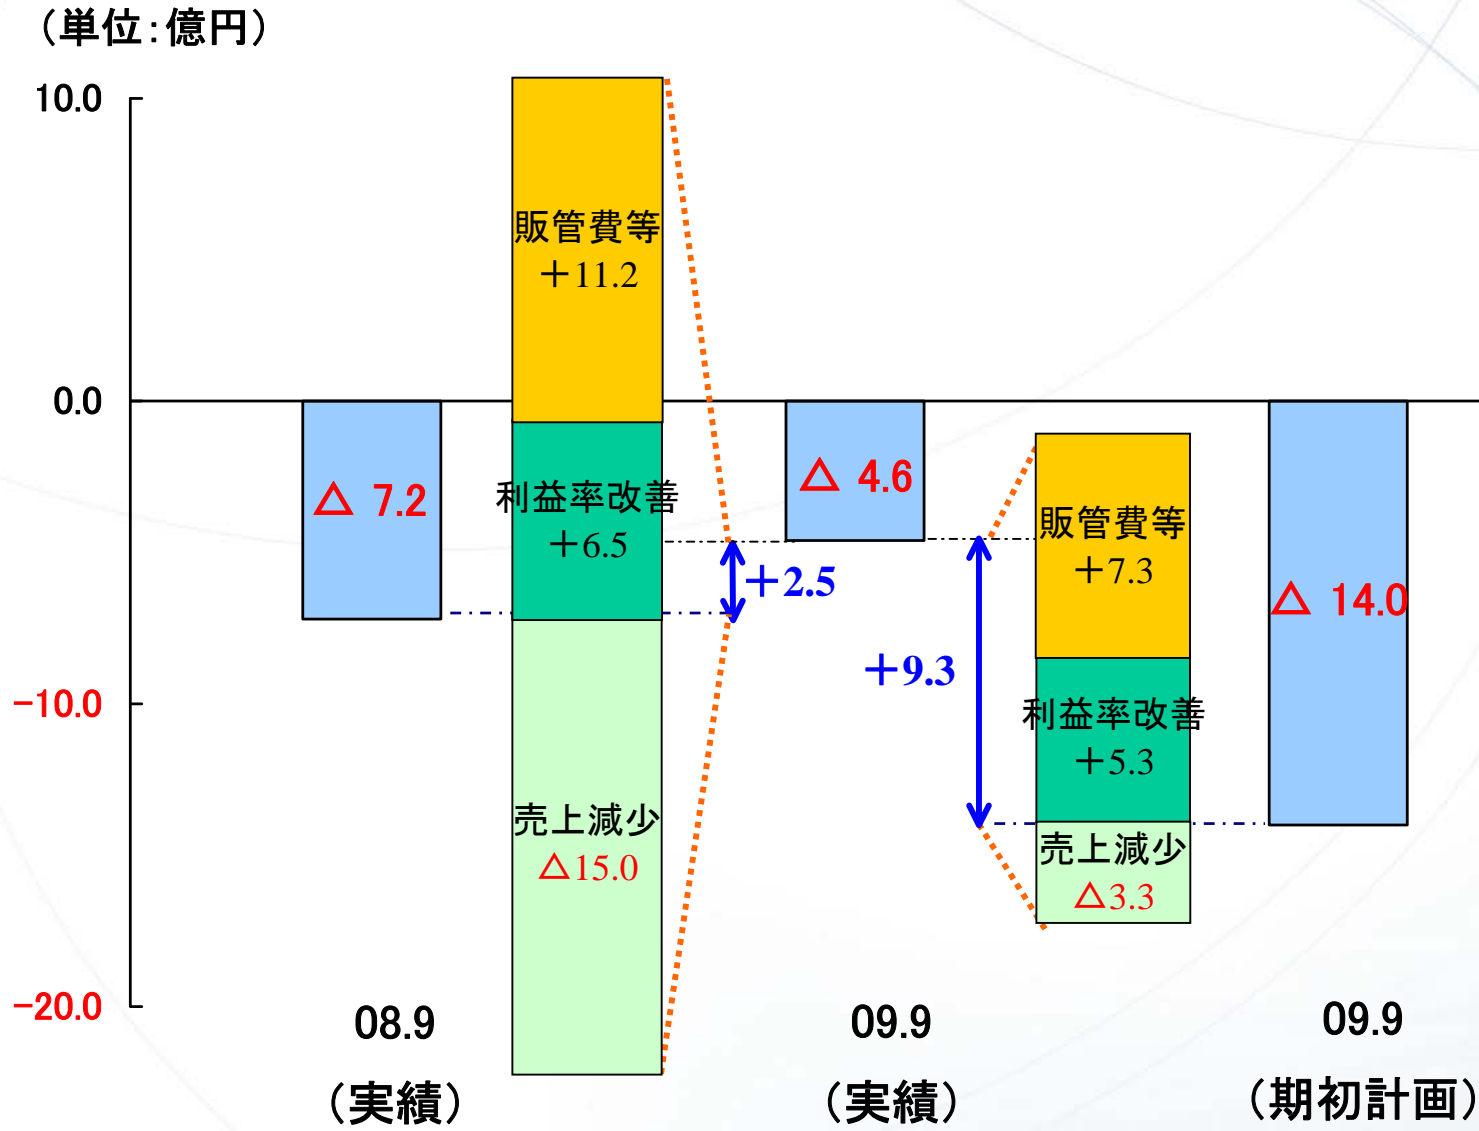 （単位：億円）
10.0
0.0
-10.0
-20.0
販管費等
＋11.2
利益率改善
＋6.5
売上減少
△15.0
△ 7.2
＋2.5
△ 4.6
＋9.3
販管費等
＋7.3
利益率改善
＋5.3
売上減少
△3.3
△ 14.0
08.9
（実績）
09.9
（実績）
09.9
（期初計画）